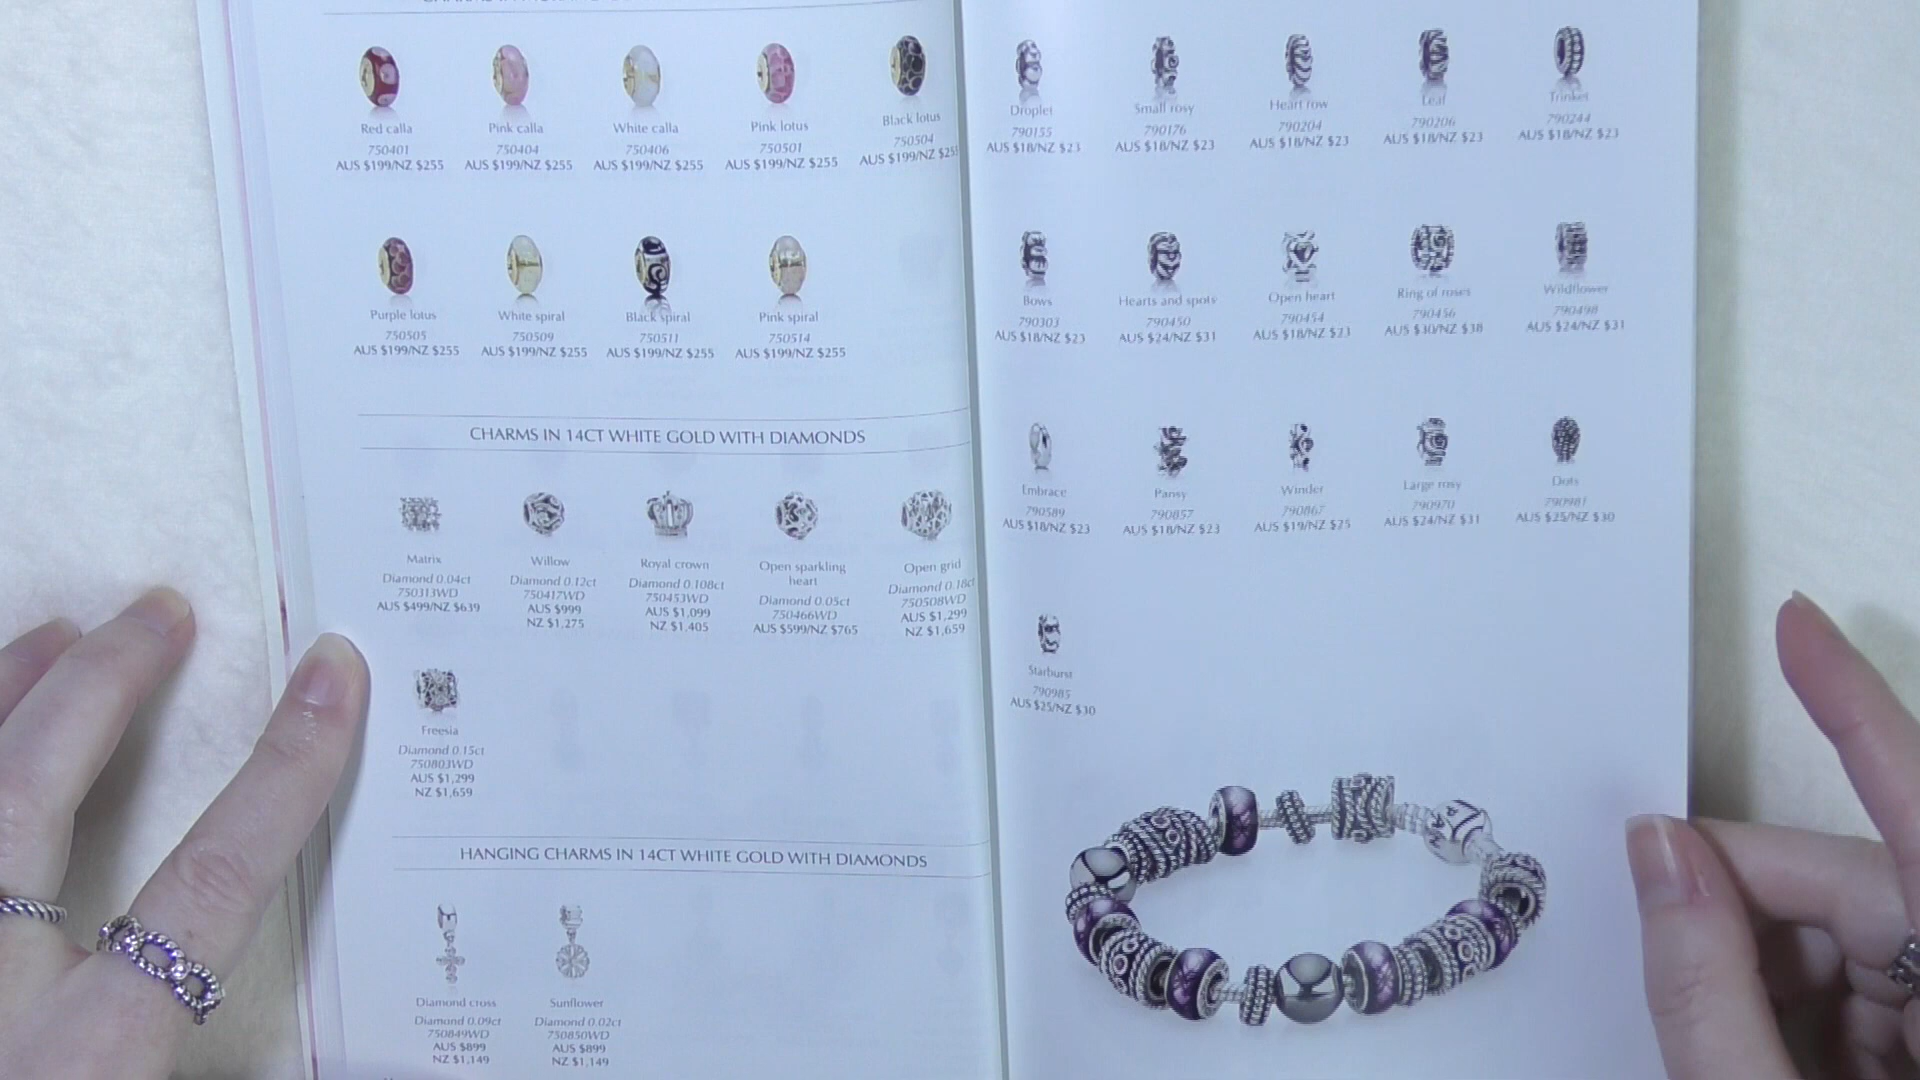 Red calla
750401
AUS $199/NZ $255
Pink calla
750404
AUS $199/NZ $255
White calla
750406
AUS $199/NZ $255
Pink lotus
750501
AUS $199/NZ $255
Black lotus
750504
AUS $199/NZ $255
Purple lotus
750505
AUS $199/NZ $255
White spiral
750509
AUS $199/NZ $255
Black spiral
750511
AUS $199/NZ $255
Pink spiral
750514
AUS $199/NZ $255
CHARMS IN 14CT WHITE GOLD WITH DIAMONDS
Matrix
Diamond 0.04ct
750313WD
AUS $499/NZ $639
Willow
Diamond 0.12ct
750417WD
AUS $999
NZ $1,275
Royal crown
Diamond 0.108ct
750453WD
AUS $1,099
NZ $1,405
Open sparkling
heart
Diamond 0.05ct
750466WD
AUS $599/NZ $765
Open grid
Diamond 0.18ct
750508WD
AUS $1,299
NZ $1,659
Freesia
Diamond 0.15ct
750803WD
AUS $1,299
NZ $1,659
HANGING CHARMS IN 14CT WHITE GOLD WITH DIAMONDS
Diamond cross
Diamond 0.09ct
750849WD
AUS $899
NZ $1,149
Sunflower
Diamond 0.02ct
750850WD
AUS $899
NZ $1,149
Droplet
790155
AUS $18/NZ $23
Small rosy
790176
AUS $18/NZ $23
Heart row
790204
AUS $18/NZ $23
Leaf
790206
AUS $18/NZ $23
Trinket
790244
AUS $18/NZ $23
Bows
790303
AUS $18/NZ $23
Hearts and spots
790450
AUS $24/NZ $31
Open heart
790454
AUS $18/NZ $23
Ring of roses
790456
AUS $30/NZ $38
Wildflower
790498
AUS $24/NZ $31
Embrace
790589
AUS $18/NZ $23
Pansy
790857
AUS $18/NZ $23
Winder
790867
AUS $19/NZ $25
Large rosy
790970
AUS $24/NZ $31
Dots
790981
AUS $25/NZ $30
Starburst
790985
AUS $25/NZ $30